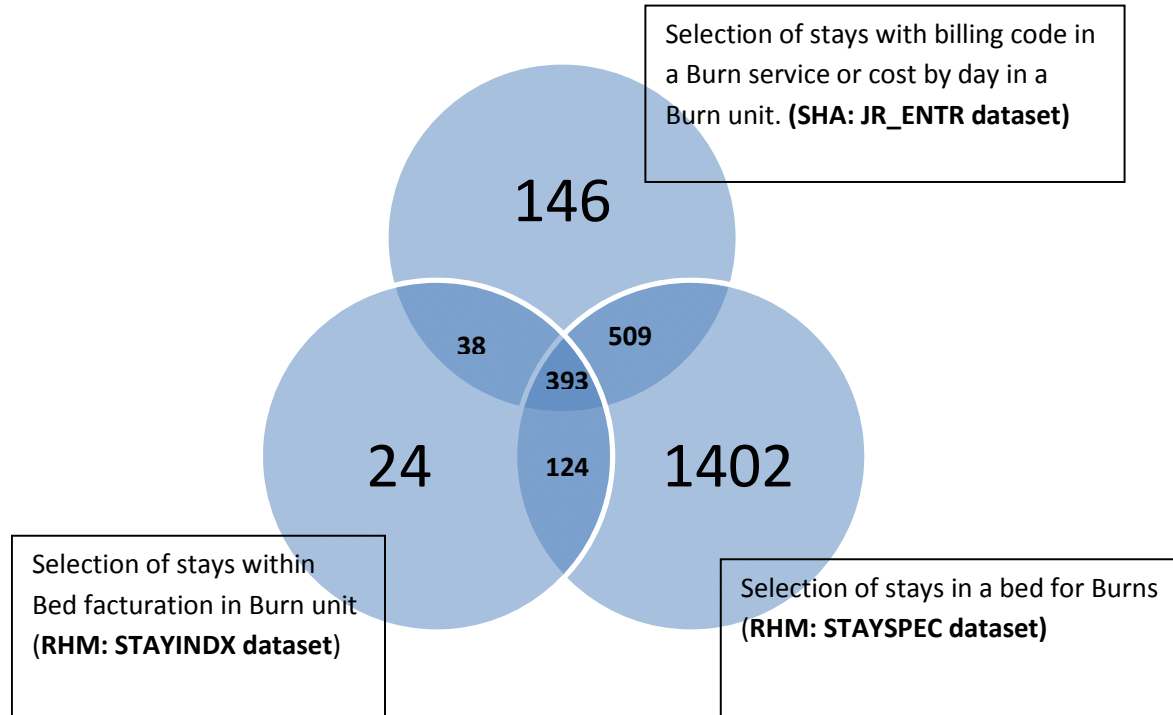 Selection of stays with billing code in
a Burn service or cost by day in a
Burn unit. (SHA: JR_ENTR dataset)
146
38
509
393
24
124
1402
Selection of stays within
Bed facturation in Burn unit
(RHM: STAYINDX dataset)
Selection of stays in a bed for Burns
(RHM: STAYSPEC dataset)